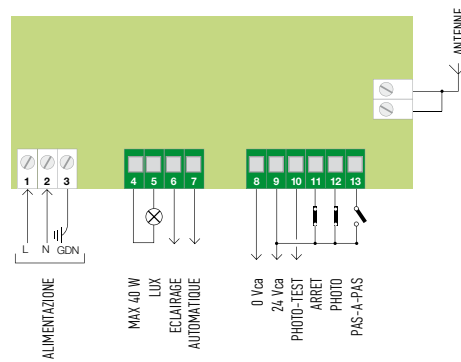 ANTENNE
1 2 3
4 5 6 7
8 9 10 11 12 13
L N GDN
ALIMENTAZIONE
MAX 40 W
LUX
ECLAIRAGE
AUTOMATIQUE
0 Vca
24 Vca
PHOTO-TEST
ARRET
PHOTO
PAS-A-PAS